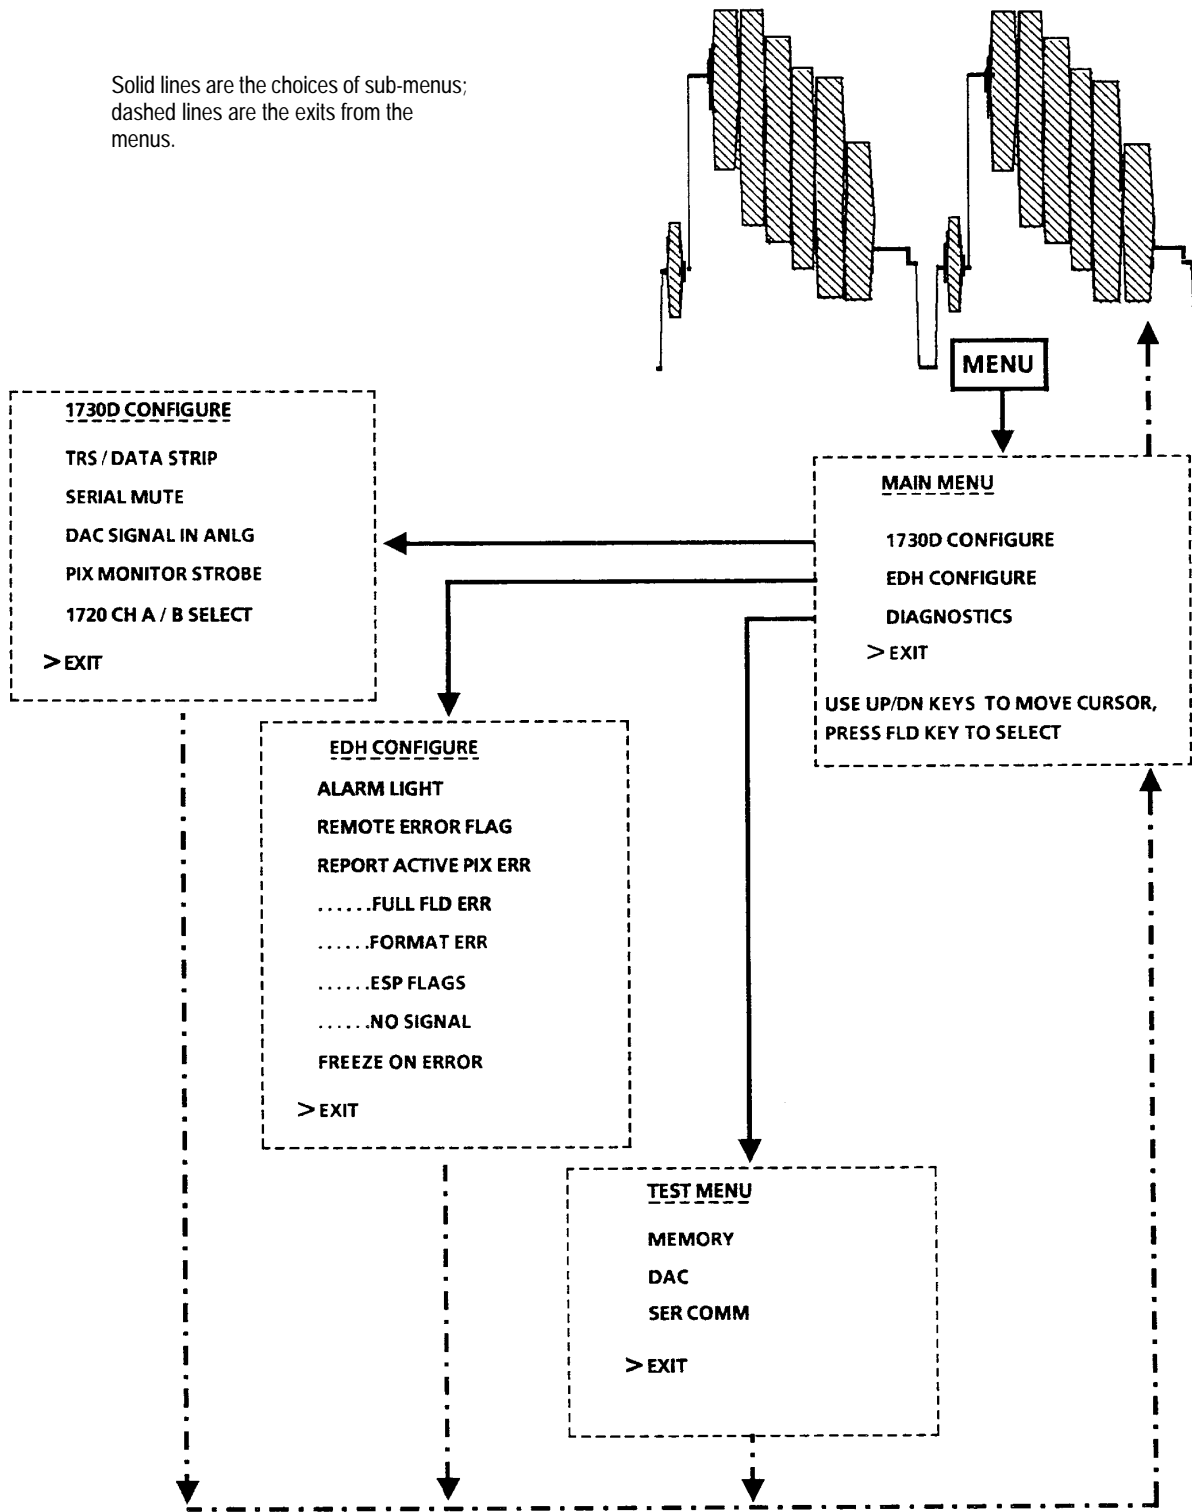 Solid lines are the choices of sub-menus;
dashed lines are the exits from the
menus.
MENU
1730D CONFIGURE
TRS / DATA STRIP
SERIAL MUTE
DAC SIGNAL IN ANLG
PIX MONITOR STROBE
1720 CH A / B SELECT
> EXIT
MAIN MENU
1730D CONFIGURE
EDH CONFIGURE
DIAGNOSTICS
> EXIT
USE UP/DN KEYS TO MOVE CURSOR,
PRESS FLD KEY TO SELECT
EDH CONFIGURE
ALARM LIGHT
REMOTE ERROR FLAG
REPORT ACTIVE PIX ERR
......FULL FLD ERR
......FORMAT ERR
......ESP FLAGS
......NO SIGNAL
FREEZE ON ERROR
> EXIT
TEST MENU
MEMORY
DAC
SER COMM
> EXIT